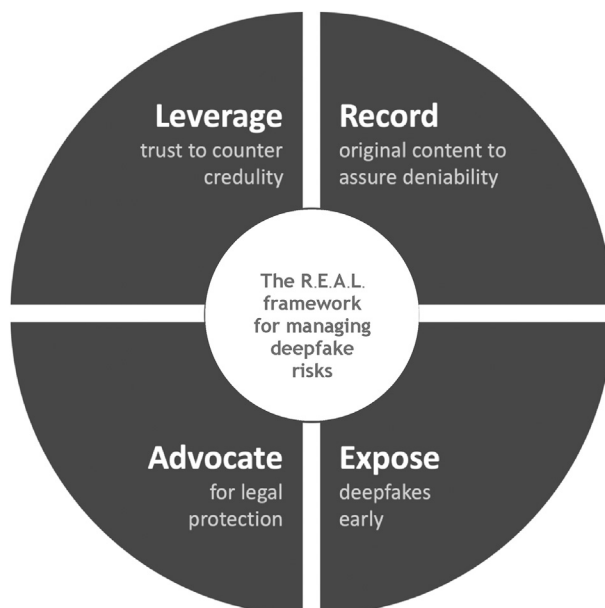 Leverage
trust to counter
credulity
Record
original content to
assure deniability
The R.E.A.L.
framework
for managing
deepfake
risks
Advocate
for legal
protection
Expose
deepfakes
early